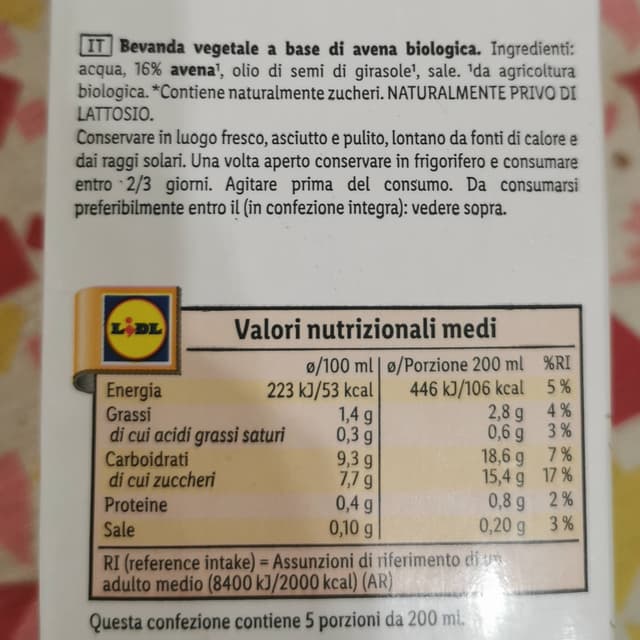 IT Bevanda vegetale a base di avena biologica. Ingredienti:
acqua, 16% avena¹, olio di semi di girasole¹, sale. ¹da agricoltura
biologica. *Contiene naturalmente zucheri. NATURALMENTE PRIVO DI
LATTOSIO.
Conservare in luogo fresco, asciutto e pulito, lontano da fonti di calore e
dai raggi solari. Una volta aperto conservare in frigorifero e consumare
entro 2/3 giorni. Agitare prima del consumo. Da consumarsi
preferibilmente entro il (in confezione integra): vedere sopra.
LIDL
Valori nutrizionali medi
ø/100 ml ø/Porzione 200 ml %RI
Energia 223 kJ/53 kcal 446 kJ/106 kcal 5 %
Grassi 1,4 g 2,8 g 4 %
di cui acidi grassi saturi 0,3 g 0,6 g 3 %
Carboidrati 9,3 g 18,6 g 7 %
di cui zuccheri 7,7 g 15,4 g 17 %
Proteine 0,4 g 0,8 g 2 %
Sale 0,10 g 0,20 g 3 %
RI (reference intake) = Assunzioni di riferimento di un
adulto medio (8400 kJ/2000 kcal) (AR)
Questa confezione contiene 5 porzioni da 200 ml.